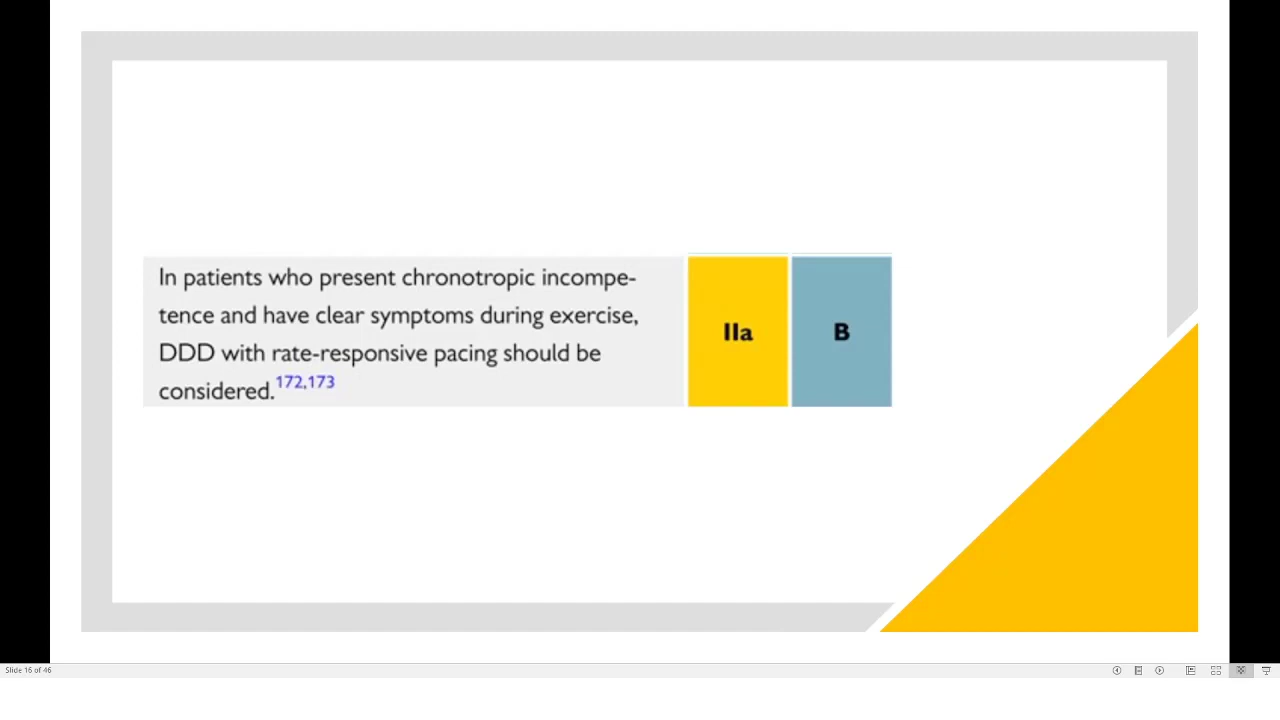 In patients who present chronotropic incompe-
tence and have clear symptoms during exercise,
DDD with rate-responsive pacing should be
considered.172,173
IIa
B
Slide 16 of 46